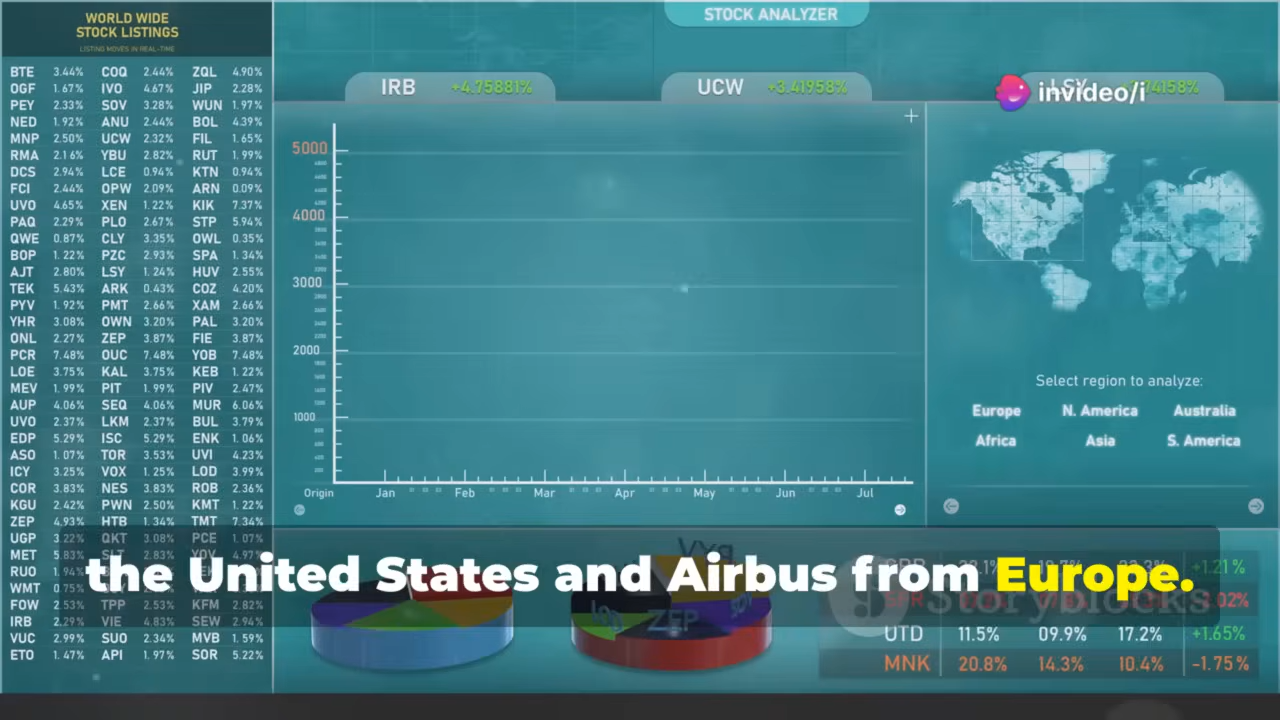 WORLD WIDE
STOCK LISTINGS
LISTING MOVES IN REAL-TIME
BTE 3.44% COQ 2.44% ZQL 4.90%
OGF 1.67% IVO 4.67% JIP 2.28%
PEY 2.33% SOV 3.28% WUN 1.97%
NED 1.92% ANU 2.44% BOL 4.39%
MNP 2.50% UCW 2.32% FIL 1.65%
RMA 2.16% YBU 2.82% RUT 1.99%
DCS 2.94% LCE 0.94% KTN 0.94%
FCI 2.44% OPW 2.09% ARN 0.09%
UVO 4.65% XEN 1.22% KIK 7.37%
PAQ 2.29% PLO 2.67% STP 5.94%
QWE 0.87% CLY 3.35% OWL 0.35%
BOP 1.22% PZC 2.93% SPA 1.34%
AJT 2.80% LSY 1.24% HUV 2.55%
TEK 5.43% ARK 0.43% COZ 4.20%
PYV 1.92% PMT 2.66% XAM 2.66%
YHR 3.08% OWN 3.20% PAL 3.20%
ONL 2.27% ZEP 3.87% FIE 3.87%
PCR 7.48% OUC 7.48% YOB 7.48%
LOE 3.75% KAL 3.75% KEB 1.22%
MEV 1.99% PIT 1.99% PIV 2.47%
AUP 4.06% SEQ 4.06% MUR 6.06%
UVO 2.37% LKM 2.37% BUL 3.79%
EDP 5.29% ISC 5.29% ENK 1.06%
ASO 1.07% TOR 3.53% UVI 4.23%
ICY 3.25% VOX 1.25% LOD 3.99%
COR 3.83% NES 3.83% ROB 2.36%
KGU 2.42% PWN 2.50% KMT 1.22%
ZEP 4.93% HTB 1.34% TMT 7.34%
UGP 3.22% QKT 3.08% PCE 1.07%
MET 5.83% 2.83% 4.97%
RUO 1.94%
WMT 0.75%
FOW 2.53% TPP 2.53% KFM 2.82%
IRB 2.29% VIE 4.83% SEW 2.94%
VUC 2.99% SUO 2.34% MVB 1.59%
ETO 1.47% API 1.97% SOR 5.22%
STOCK ANALYZER
IRB +4.75881%
UCW +3.41958%
invideo/i
5000
4000
3000
2000
1000
Origin Jan Feb Mar Apr May Jun Jul
Select region to analyze:
Europe N. America Australia
Africa Asia S. America
the United States and Airbus from Europe.
ZEP
Storyblocks
+1.21%
UTD 11.5% 09.9% 17.2% +1.65%
MNK 20.8% 14.3% 10.4% -1.75%